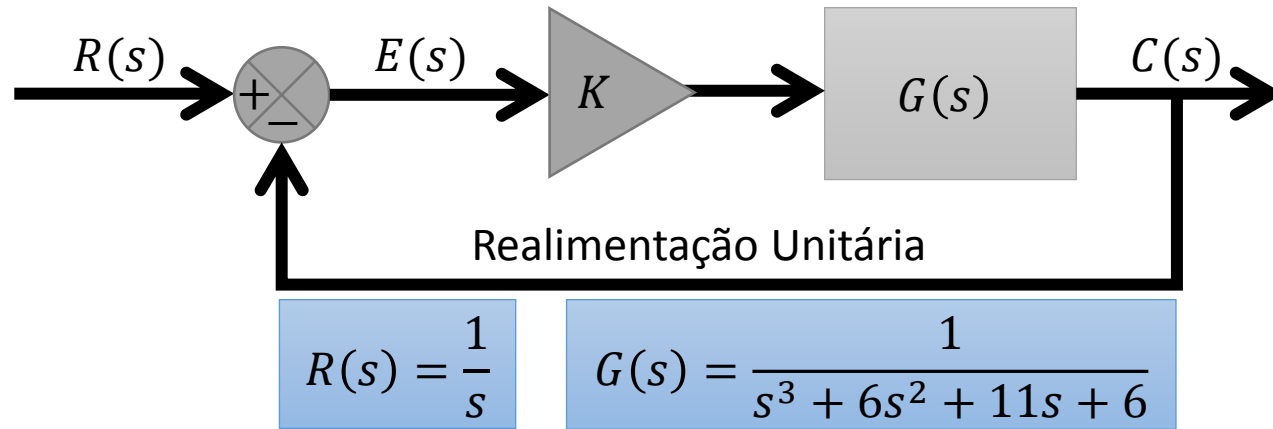 R(s)
E(s)
C(s)
+
−
K
G(s)
Realimentação Unitária
R(s) = 1/s
G(s) = 1/(s³ + 6s² + 11s + 6)